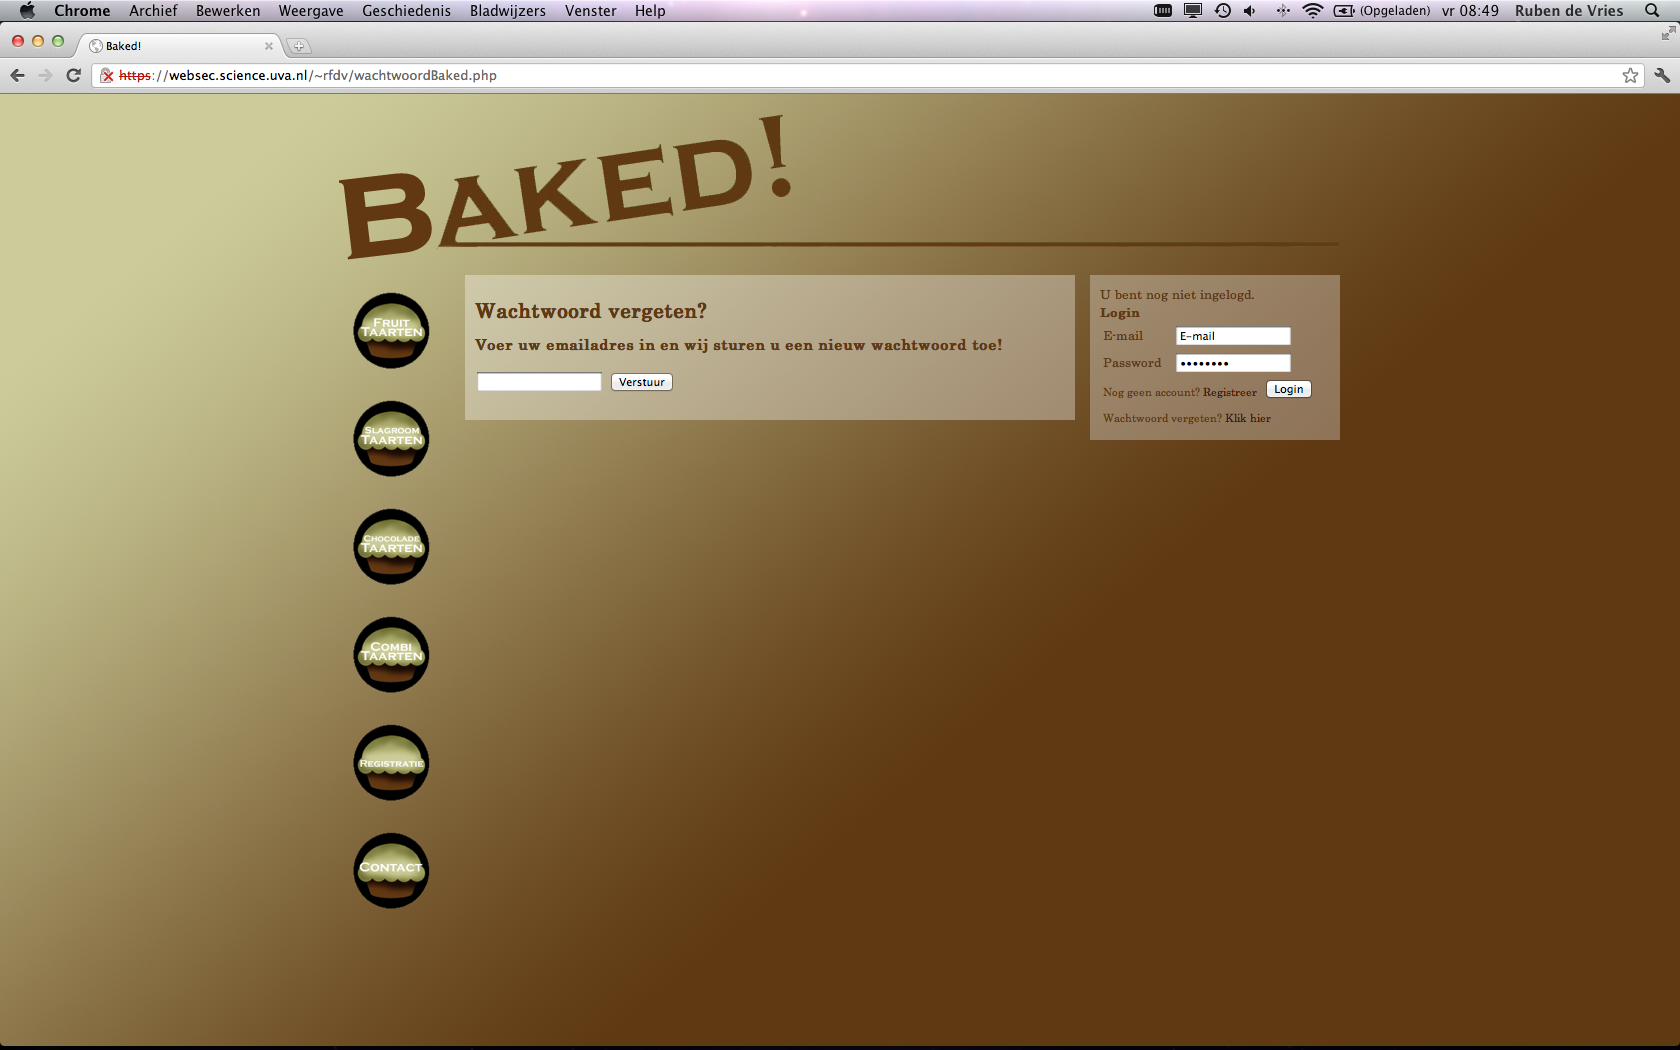 Chrome Archief Bewerken Weergave Geschiedenis Bladwijzers Venster Help (Opgeladen) vr 08:49 Ruben de Vries
Baked!
https://websec.science.uva.nl/~rfdv/wachtwoordBaked.php
BAKED!
FRUIT
TAARTEN
SLAGROOM
TAARTEN
CHOCOLADE
TAARTEN
COMBI
TAARTEN
REGISTRATIE
CONTACT
Wachtwoord vergeten?
Voer uw emailadres in en wij sturen u een nieuw wachtwoord toe!
Verstuur
U bent nog niet ingelogd.
Login
E-mail E-mail
Password ••••••••
Nog geen account? Registreer Login
Wachtwoord vergeten? Klik hier